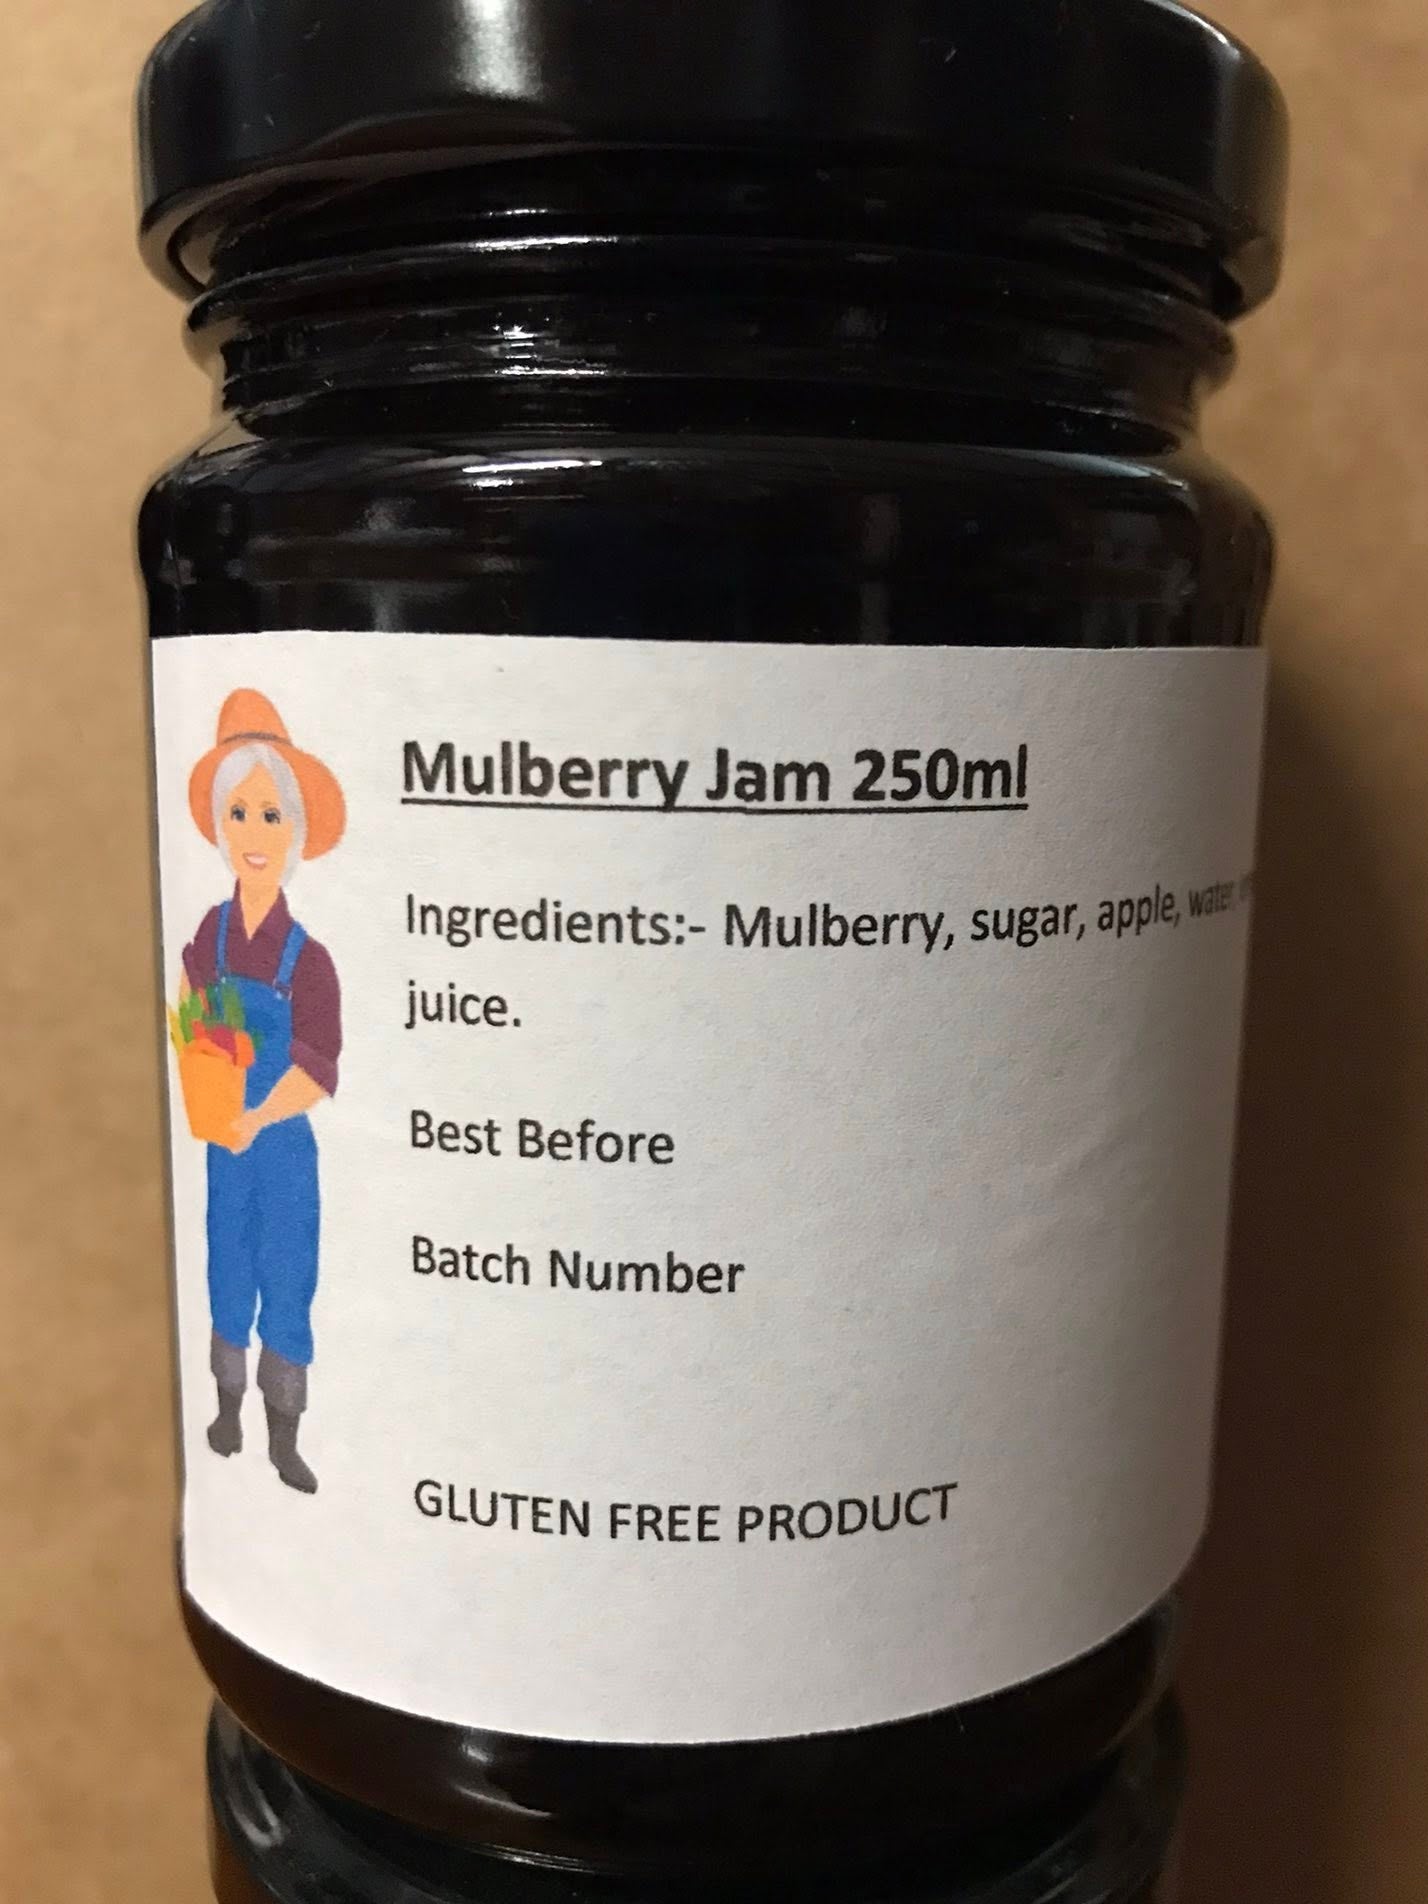 Mulberry Jam 250ml
Ingredients:- Mulberry, sugar, apple, water,
juice.
Best Before
Batch Number
GLUTEN FREE PRODUCT